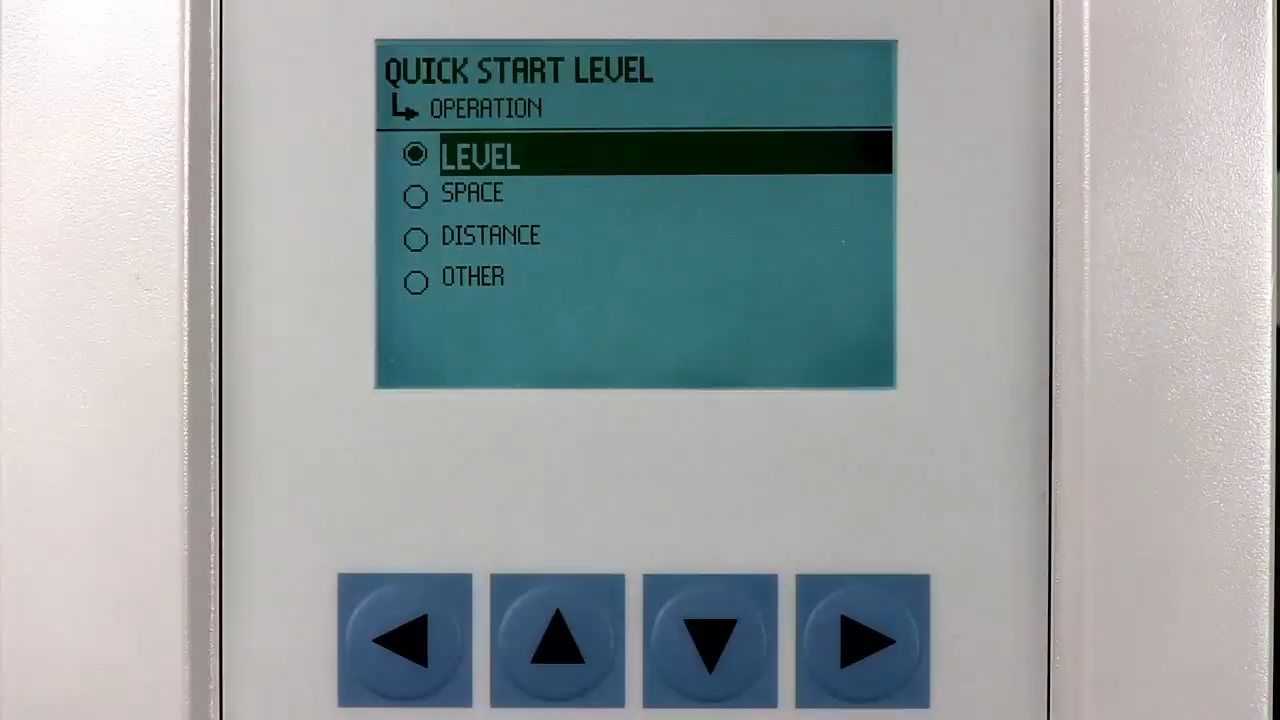 QUICK START LEVEL
OPERATION
LEVEL
SPACE
DISTANCE
OTHER